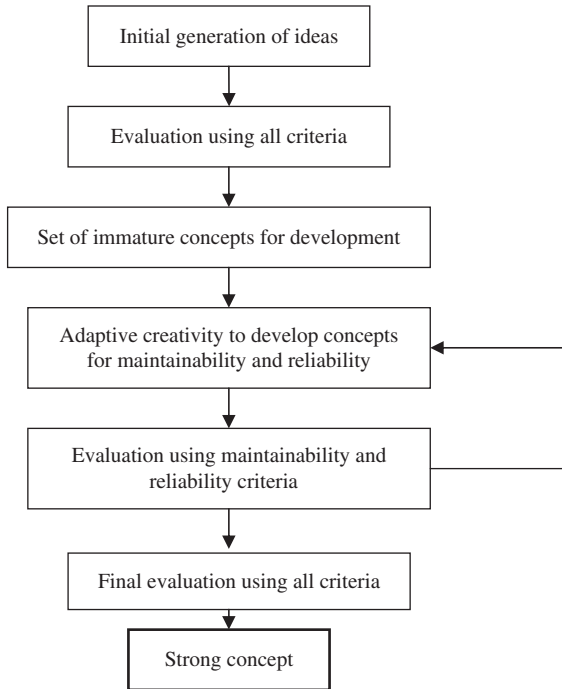 Initial generation of ideas
Evaluation using all criteria
Set of immature concepts for development
Adaptive creativity to develop concepts
for maintainability and reliability
Evaluation using maintainability and
reliability criteria
Final evaluation using all criteria
Strong concept